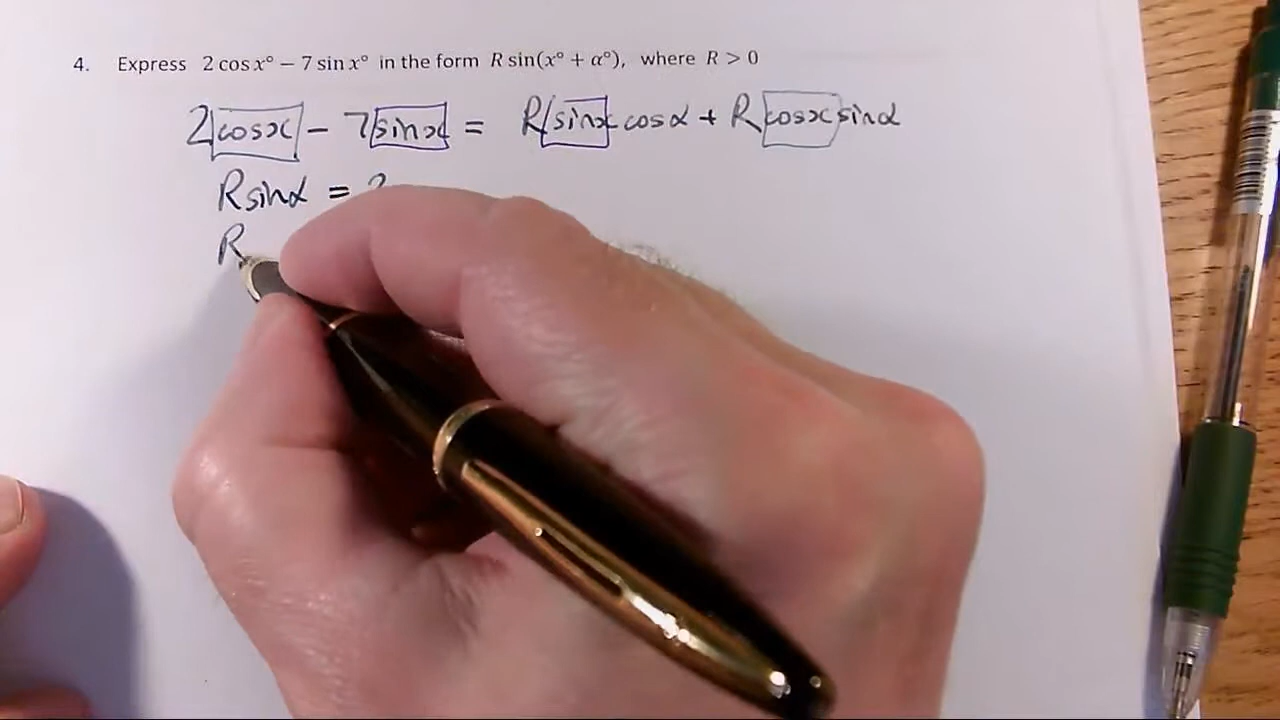 4. Express 2 cos x° − 7 sin x° in the form R sin(x° + α°), where R > 0
2cosx − 7sinx = Rsinx cosα + Rcosx sinα
Rsinα = 2
R